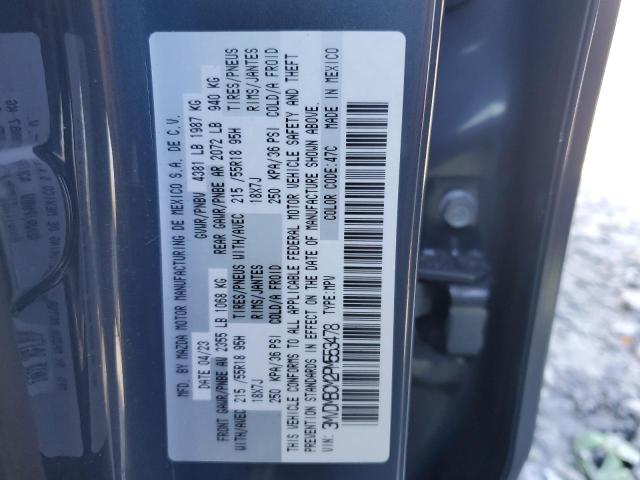 MFD. BY MAZDA MOTOR MANUFACTURING DE MEXICO S.A. DE C.V.
DATE 04/23 GVWR/PNBV 4381 LB 1987 KG
FRONT GAWR/PNBE AV 2355 LB 1068 KG REAR GAWR/PNBE AR 2072 LB 940 KG
WITH/AVEC 215 /55R18 95H TIRES/PNEUS WITH/AVEC 215 /55R18 95H TIRES/PNEUS
18X7J RIMS/JANTES 18X7J RIMS/JANTES
250 KPA/36 PSI COLD/A FROID 250 KPA/36 PSI COLD/A FROID
THIS VEHICLE CONFORMS TO ALL APPLICABLE FEDERAL MOTOR VEHICLE SAFETY AND THEFT
PREVENTION STANDARDS IN EFFECT ON THE DATE OF MANUFACTURE SHOWN ABOVE.
VIN: 3MVDMBCM2PM553478 TYPE:MPV COLOR CODE:47C MADE IN MEXICO